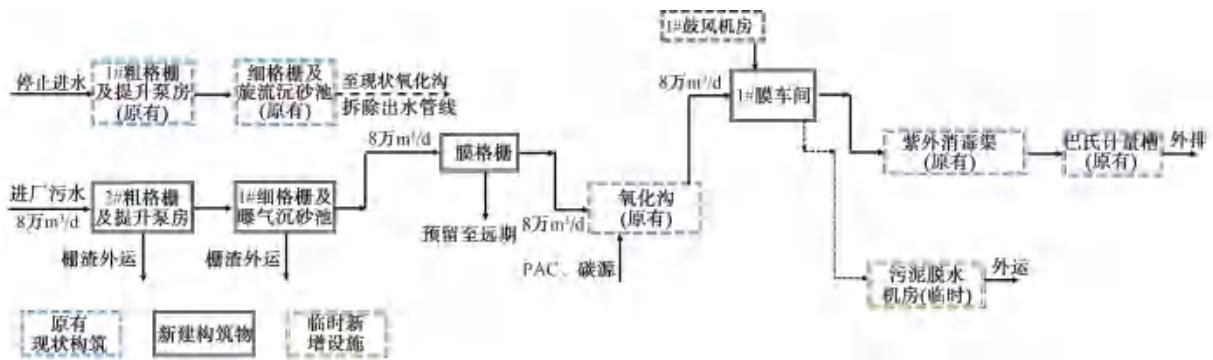 1#鼓风机房
停止进水
1#粗格栅
及提升泵房
(原有)
细格栅及
旋流沉砂池
(原有)
至现状氧化沟
拆除出水管线
8万m³/d
1#膜车间
8万m³/d
膜格栅
紫外消毒渠
(原有)
巴氏计量槽
(原有)
外排
进厂污水
8万m³/d
2#粗格栅
及提升泵房
1#细格栅及
曝气沉砂池
预留至远期
8万m³/d
氧化沟
(原有)
栅渣外运
栅渣外运
PAC、碳源
污泥脱水
机房(临时)
外运
原有
现状构筑
新建构筑物
临时新
增设施